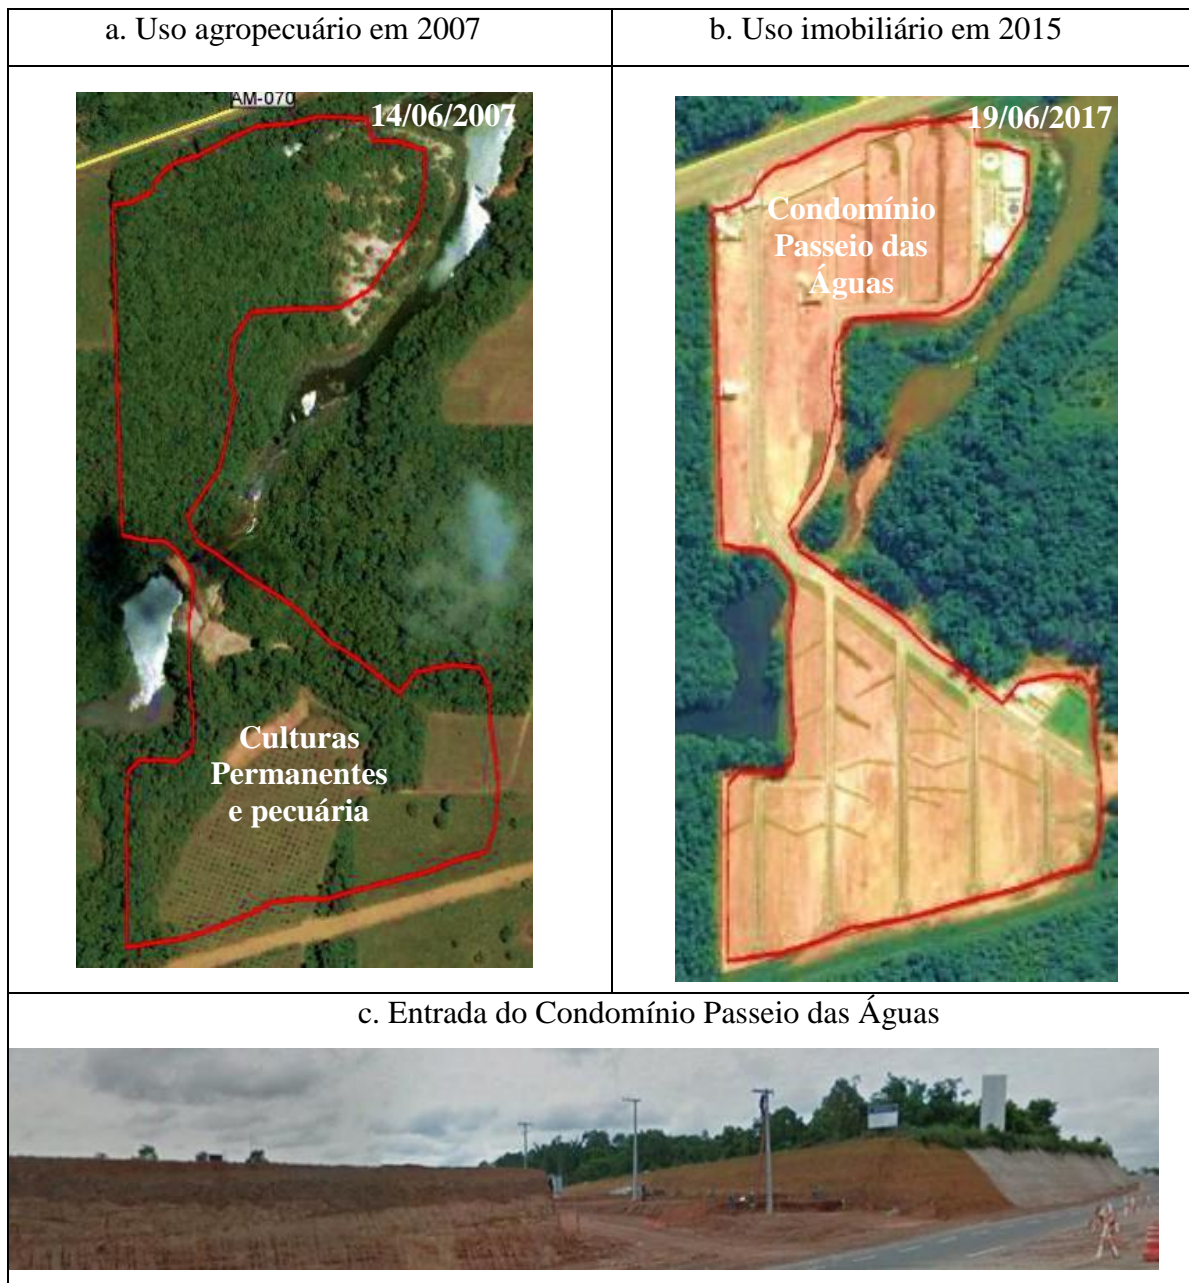 a. Uso agropecuário em 2007
b. Uso imobiliário em 2015
AM-070
14/06/2007
19/06/2017
Condomínio
Passeio das
Águas
Culturas
Permanentes
e pecuária
c. Entrada do Condomínio Passeio das Águas